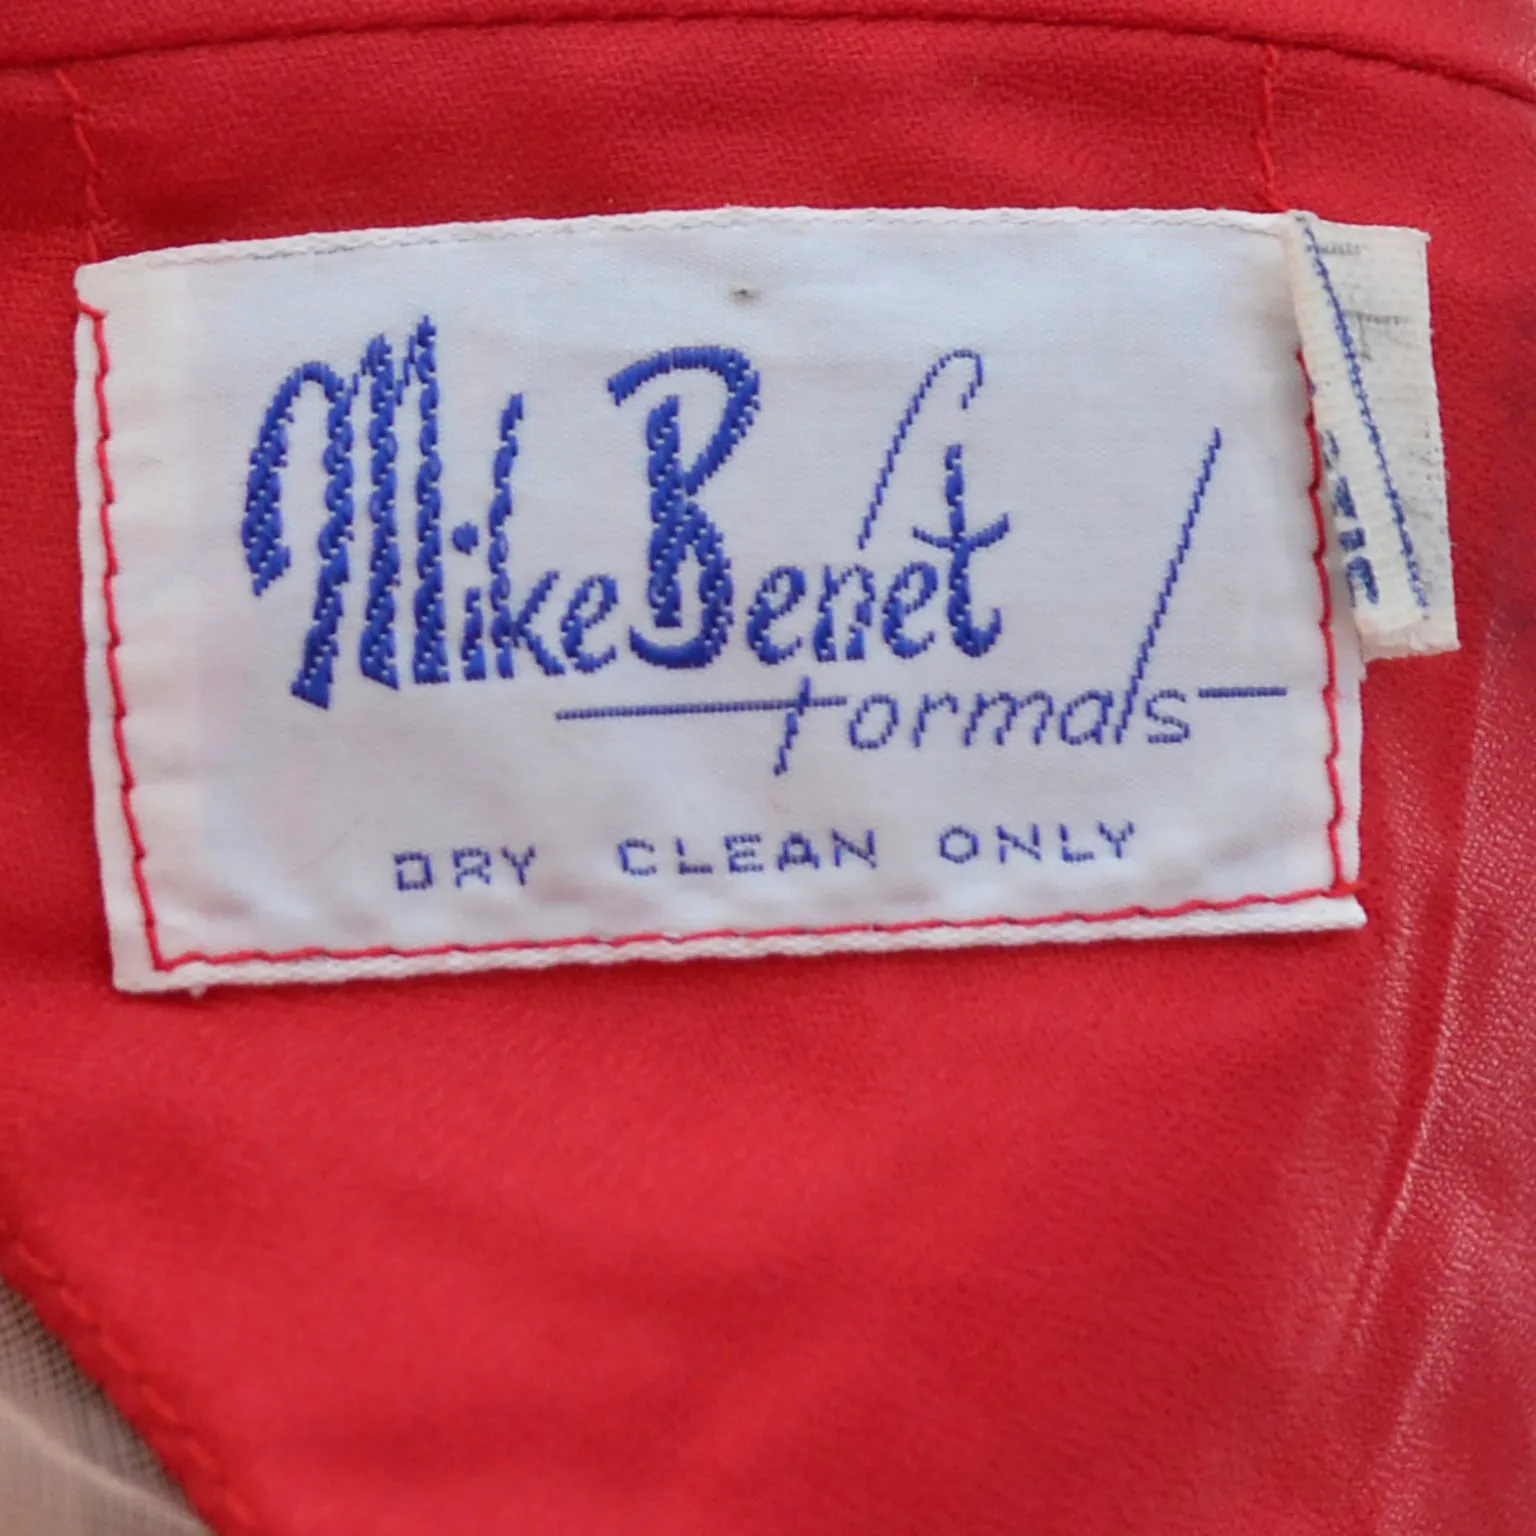 Mike Benet
formals
DRY CLEAN ONLY